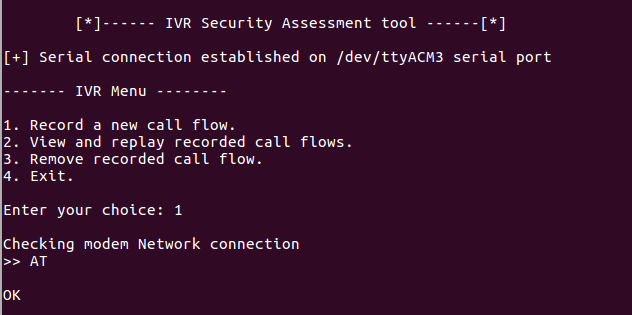 [*]------ IVR Security Assessment tool ------[*]
[+] Serial connection established on /dev/ttyACM3 serial port
------- IVR Menu --------
1. Record a new call flow.
2. View and replay recorded call flows.
3. Remove recorded call flow.
4. Exit.
Enter your choice: 1
Checking modem Network connection
>> AT
OK